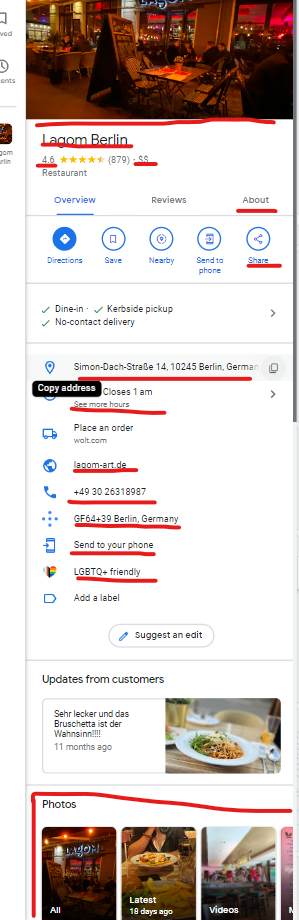 Lagom Berlin
4.6 (879) · $$
Restaurant
Overview Reviews About
Directions Save Nearby Send to phone Share
Dine-in · Kerbside pickup
No-contact delivery
Simon-Dach-Straße 14, 10245 Berlin, German
Copy address
Closes 1 am
See more hours
Place an order
wolt.com
lagom-art.de
+49 30 26318987
GF64+39 Berlin, Germany
Send to your phone
LGBTQ+ friendly
Add a label
Suggest an edit
Updates from customers
Sehr lecker und das
Bruschetta ist der
Wahnsinn!!!!
11 months ago
Photos
All
Latest
18 days ago
Videos